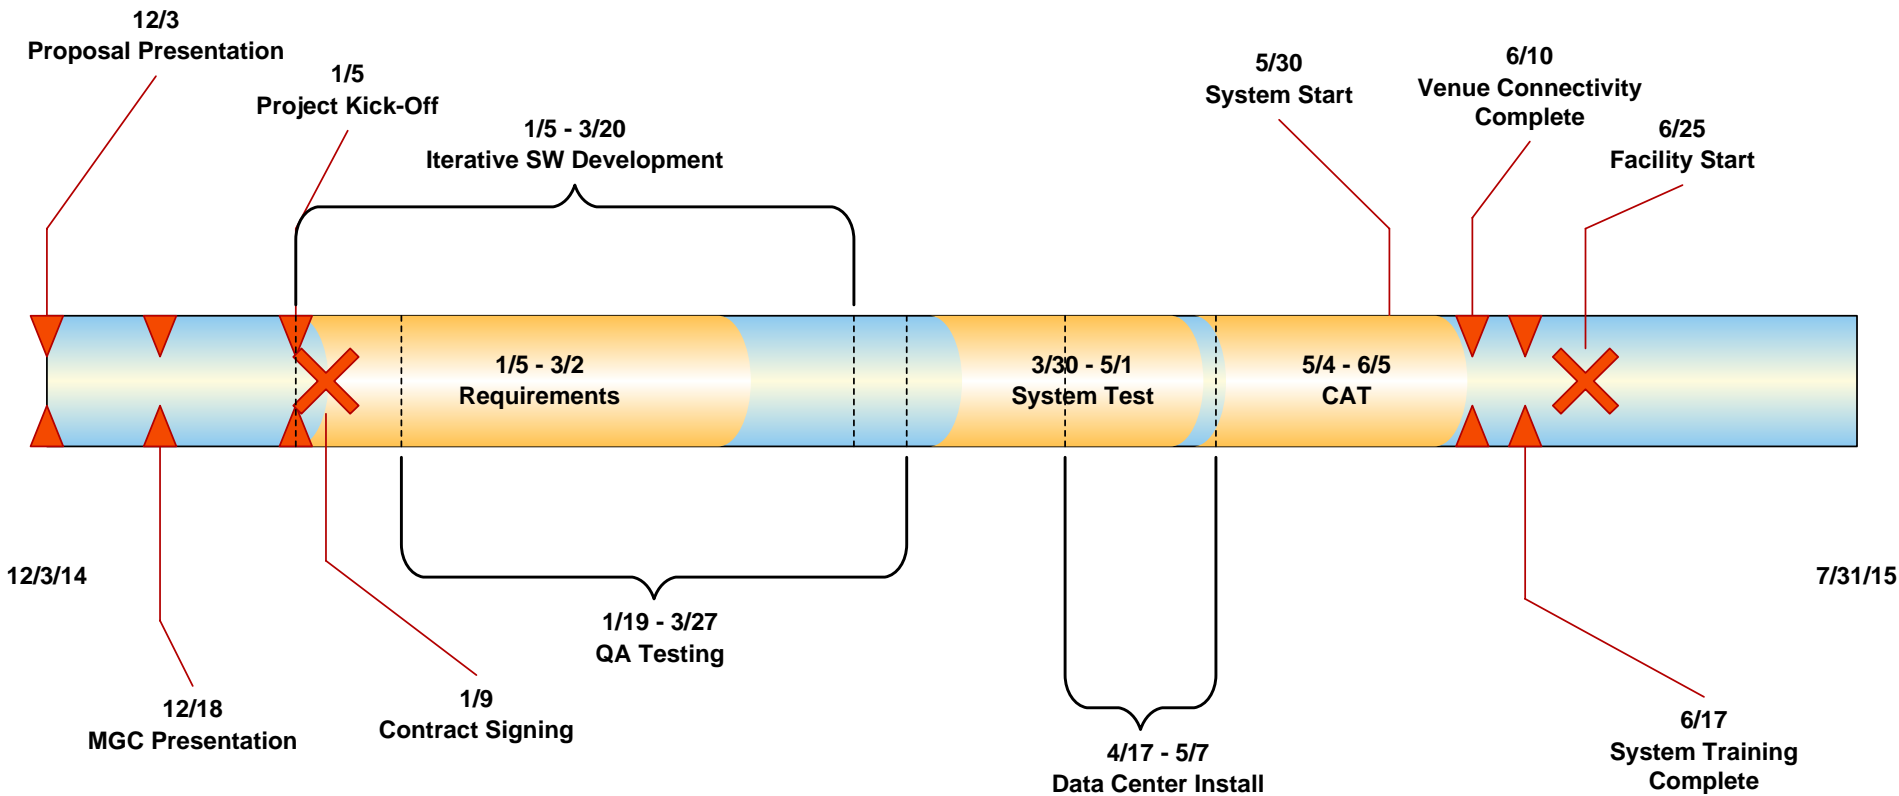 12/3
Proposal Presentation
1/5
Project Kick-Off
1/5 - 3/20
Iterative SW Development
5/30
System Start
6/10
Venue Connectivity
Complete
6/25
Facility Start
1/5 - 3/2
Requirements
3/30 - 5/1
System Test
5/4 - 6/5
CAT
12/3/14
7/31/15
1/19 - 3/27
QA Testing
12/18
MGC Presentation
1/9
Contract Signing
4/17 - 5/7
Data Center Install
6/17
System Training
Complete